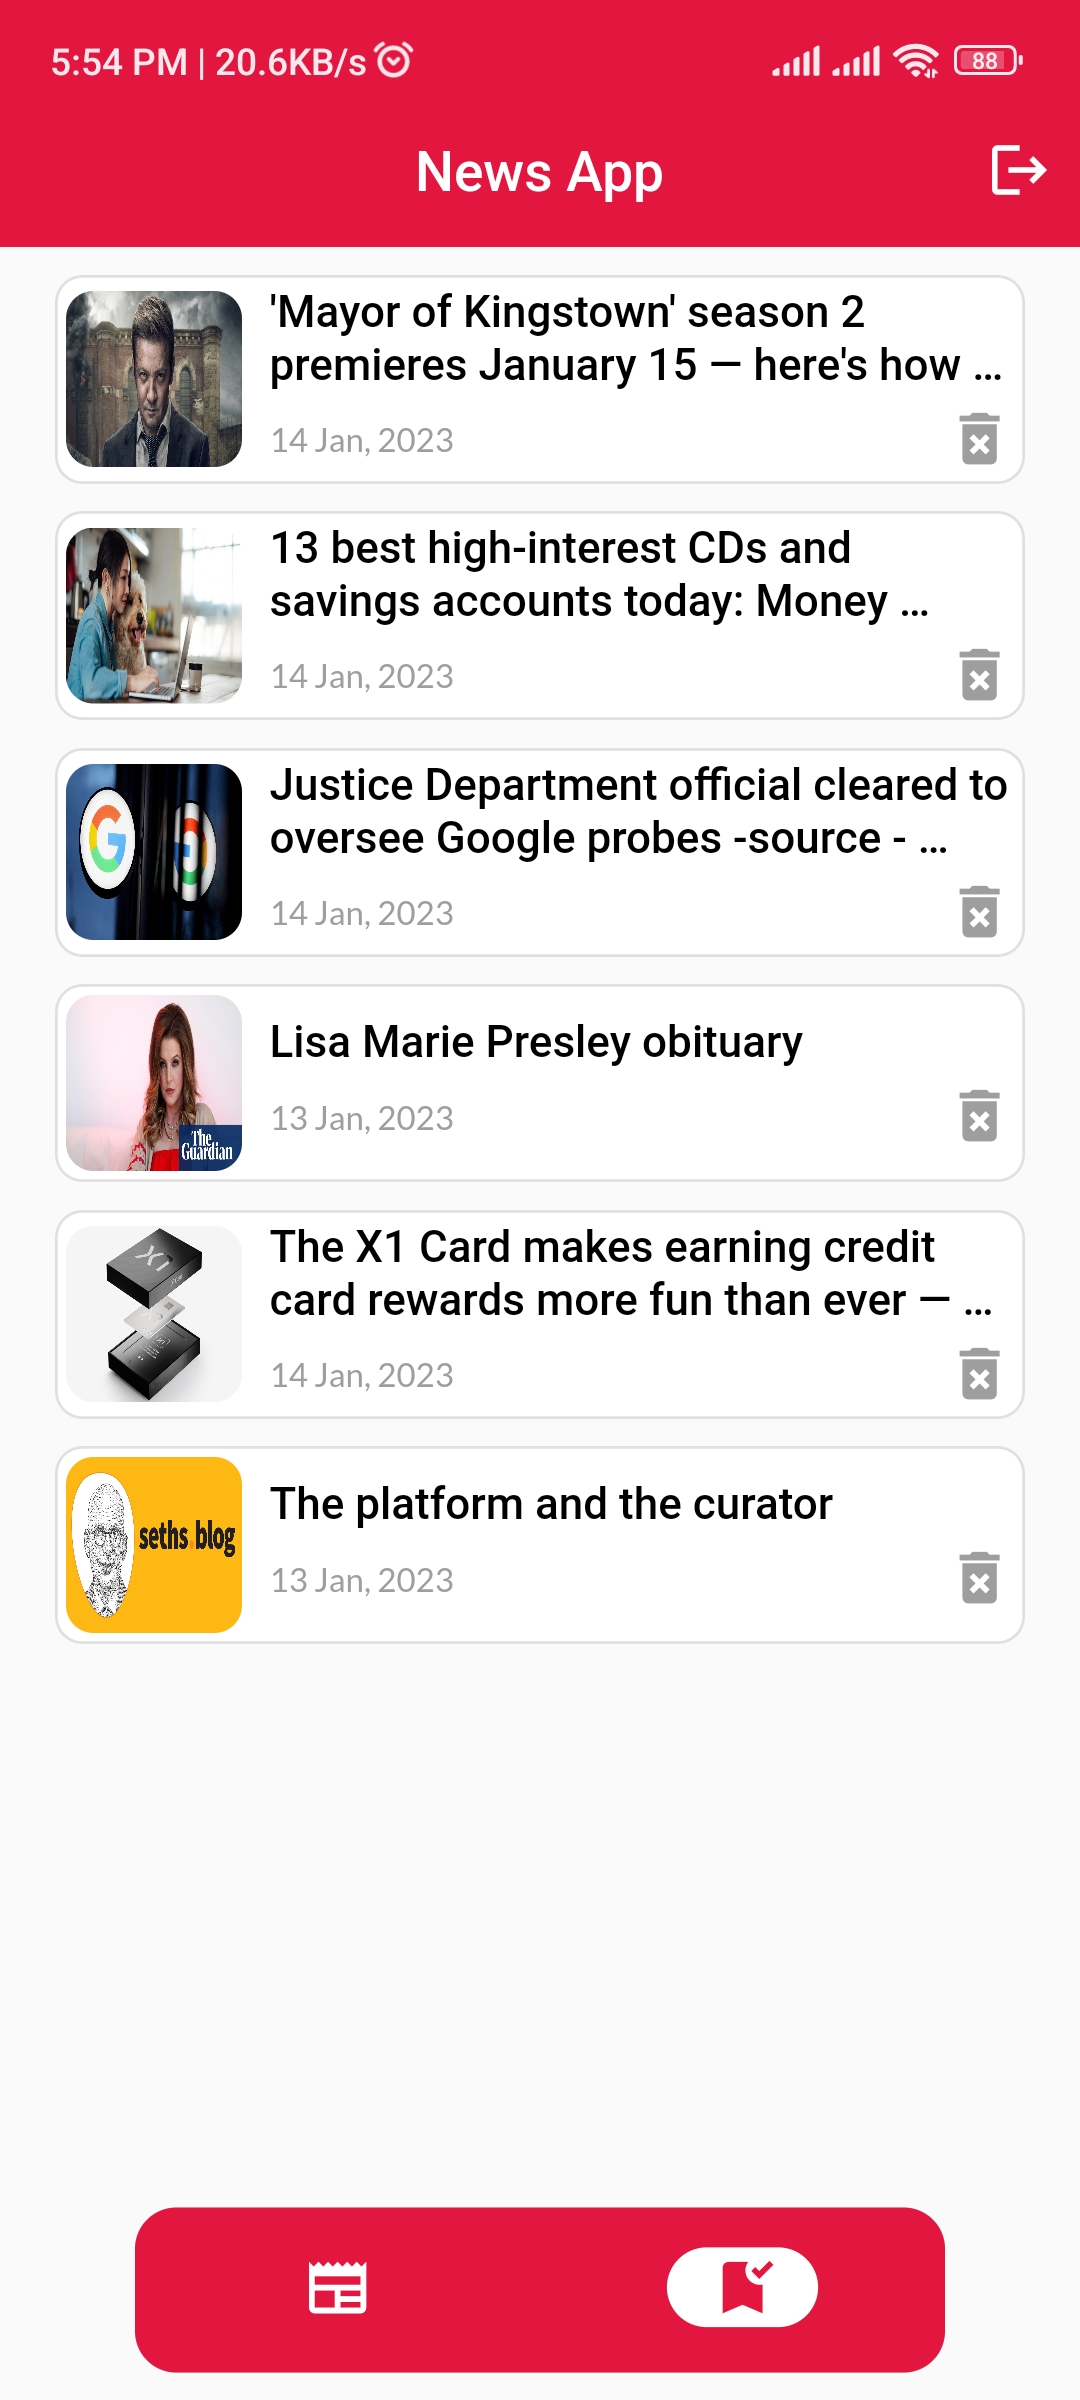 5:54 PM | 20.6KB/s
88
News App
'Mayor of Kingstown' season 2
premieres January 15 — here's how ...
14 Jan, 2023
13 best high-interest CDs and
savings accounts today: Money ...
14 Jan, 2023
Justice Department official cleared to
oversee Google probes -source - ...
14 Jan, 2023
Lisa Marie Presley obituary
13 Jan, 2023
The
Guardian
The X1 Card makes earning credit
card rewards more fun than ever — ...
14 Jan, 2023
X1
The platform and the curator
13 Jan, 2023
seths.blog